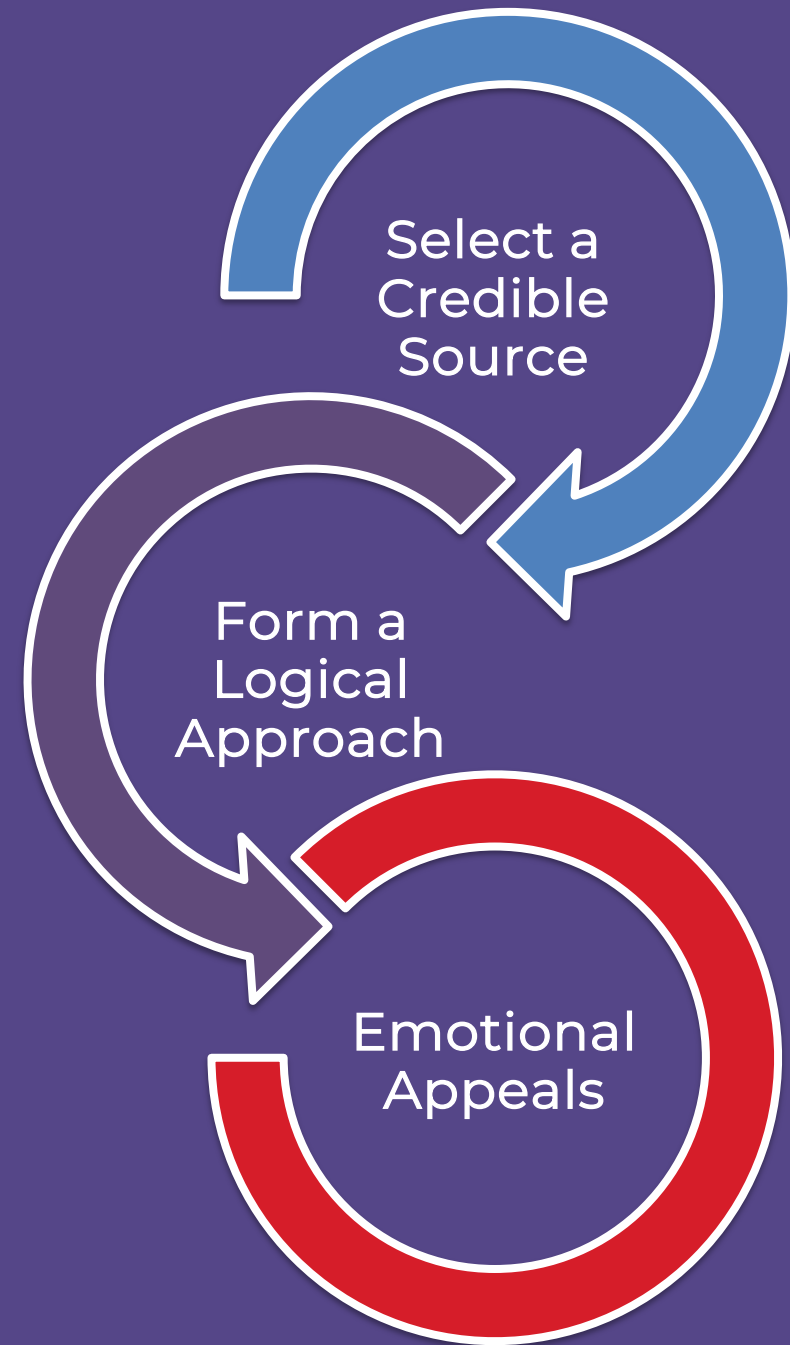 Select a
Credible
Source
Form a
Logical
Approach
Emotional
Appeals